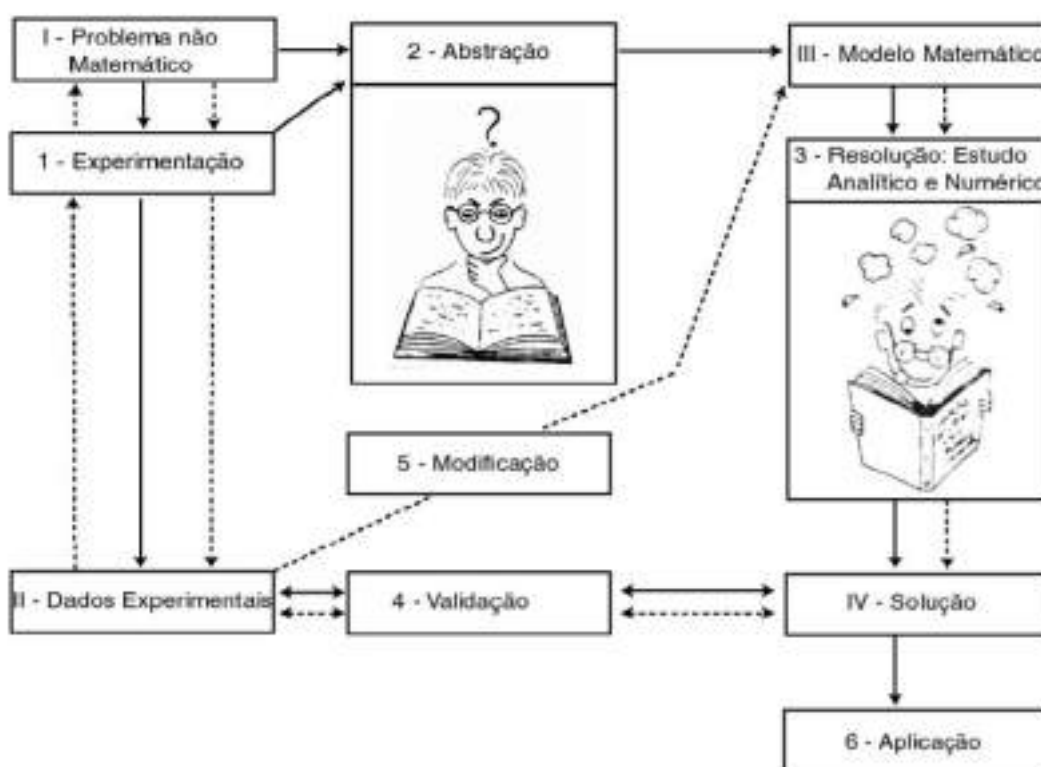 I - Problema não
Matemático
2 - Abstração
III - Modelo Matemático
1 - Experimentação
?
3 - Resolução: Estudo
Analítico e Numérico
5 - Modificação
II - Dados Experimentais
4 - Validação
IV - Solução
6 - Aplicação